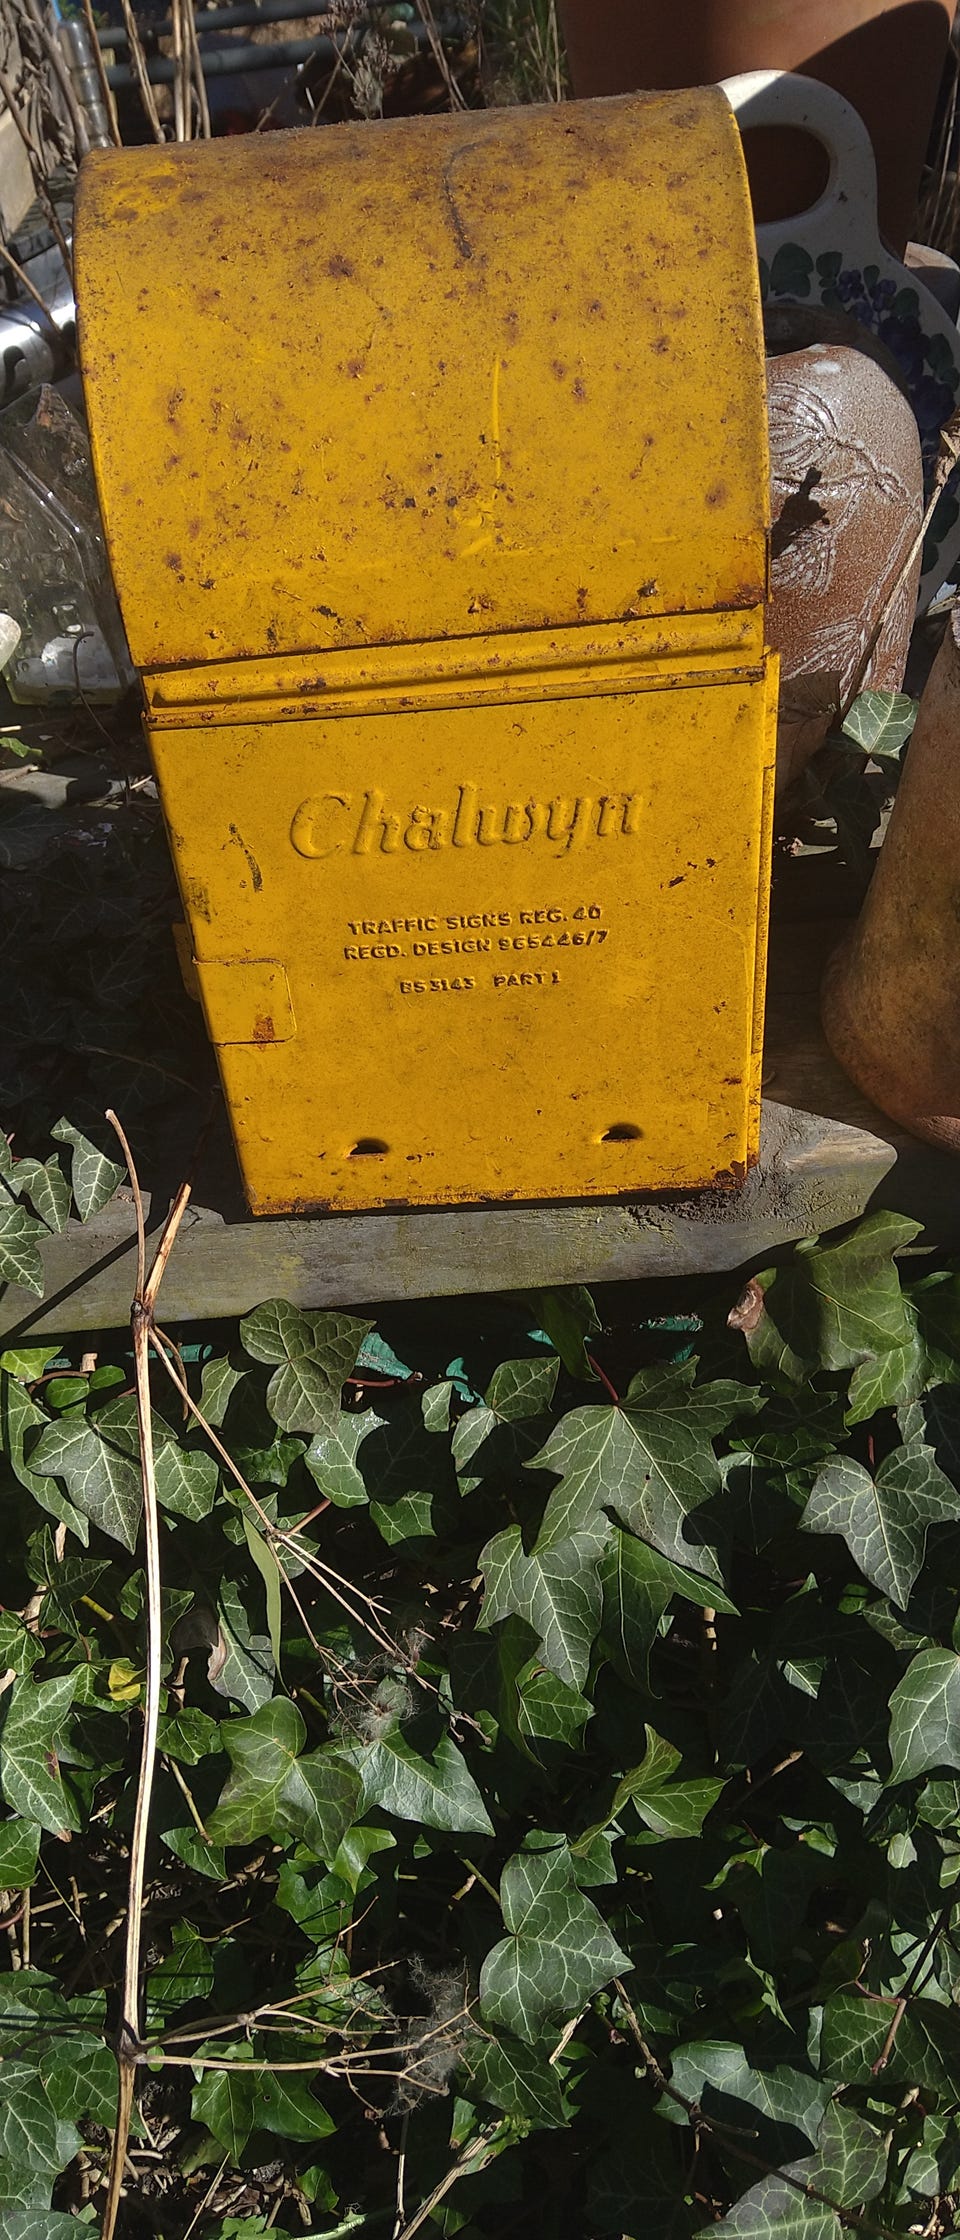 Chalwyn
TRAFFIC SIGNS REG. 40
REGD. DESIGN 965446/7
BS 3143 PART 1